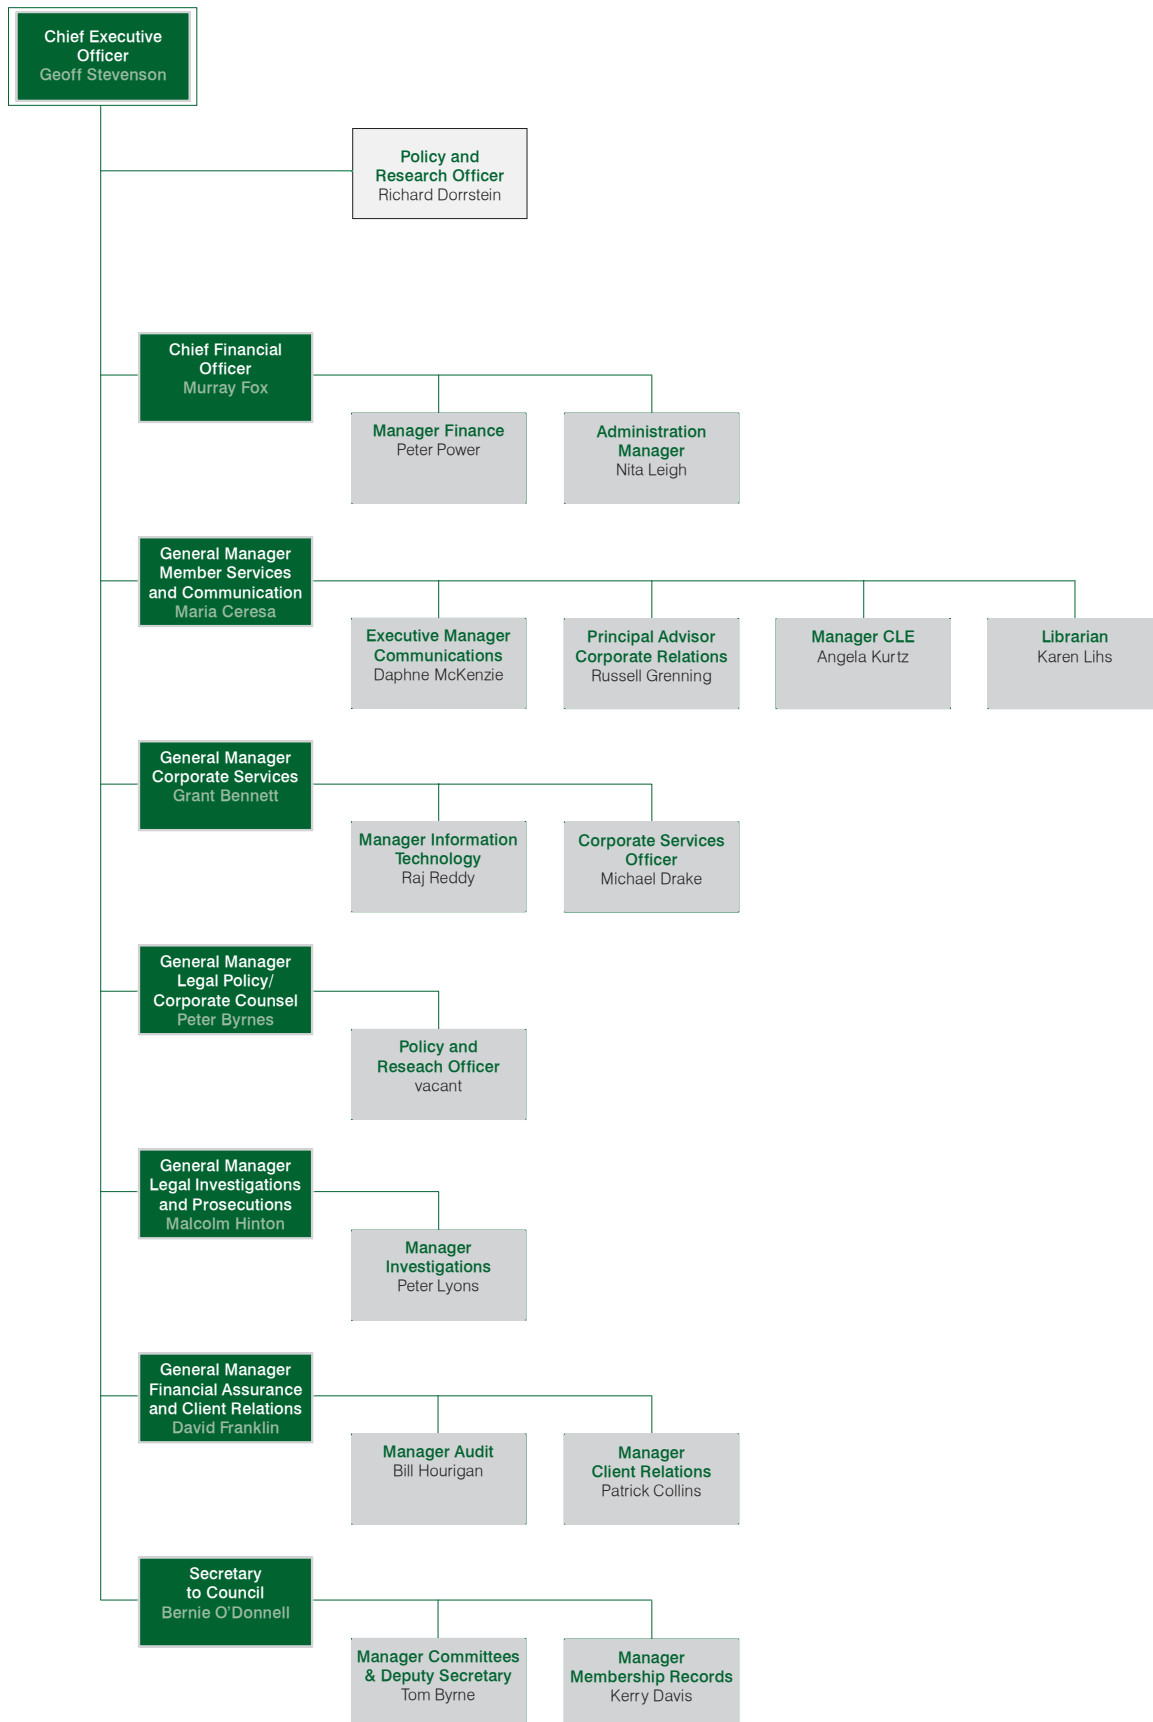 Chief Executive
Officer
Geoff Stevenson
Policy and
Research Officer
Richard Dorrstein
Chief Financial
Officer
Murray Fox
Manager Finance
Peter Power
Administration
Manager
Nita Leigh
General Manager
Member Services
and Communication
Maria Ceresa
Executive Manager
Communications
Daphne McKenzie
Principal Advisor
Corporate Relations
Russell Grenning
Manager CLE
Angela Kurtz
Librarian
Karen Lihs
General Manager
Corporate Services
Grant Bennett
Manager Information
Technology
Raj Reddy
Corporate Services
Officer
Michael Drake
General Manager
Legal Policy/
Corporate Counsel
Peter Byrnes
Policy and
Reseach Officer
vacant
General Manager
Legal Investigations
and Prosecutions
Malcolm Hinton
Manager
Investigations
Peter Lyons
General Manager
Financial Assurance
and Client Relations
David Franklin
Manager Audit
Bill Hourigan
Manager
Client Relations
Patrick Collins
Secretary
to Council
Bernie O'Donnell
Manager Committees
& Deputy Secretary
Tom Byrne
Manager
Membership Records
Kerry Davis